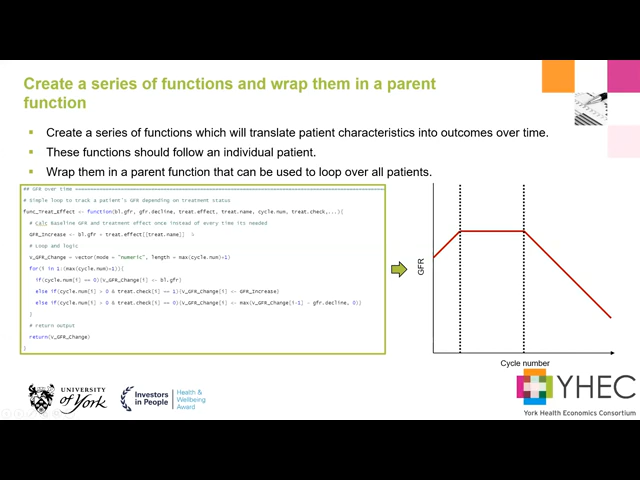 Create a series of functions and wrap them in a parent
function
Create a series of functions which will translate patient characteristics into outcomes over time.
These functions should follow an individual patient.
Wrap them in a parent function that can be used to loop over all patients.
## GFR over time
# Simple loop to track a patient's GFR depending on treatment status
func_Treat_Effect <- function(bl.gfr, gfr.decline, treat.effect, treat.name, cycle.num, treat.check,...){
# Calc Baseline GFR and treatment effect once instead of every time its needed
GFR_Increase <- bl.gfr + treat.effect[[treat.name]]
# Loop and logic
v_GFR_Change = vector(mode = "numeric", length = max(cycle.num)+1)
for(i in 1:(max(cycle.num)+1)){
if(cycle.num[i] == 0)(v_GFR_Change[i] <- bl.gfr)
else if(cycle.num[i] > 0 & treat.check[i] == 1)(v_GFR_Change[i] <- GFR_Increase)
else if(cycle.num[i] > 0 & treat.check[i] == 0)(v_GFR_Change[i] <- max(v_GFR_Change[i-1] - gfr.decline, 0))
}
# return output
return(v_GFR_Change)
}
GFR
Cycle number
UNIVERSITY
of York
Investors
in People
Health &
Wellbeing
Award
YHEC
York Health Economics Consortium